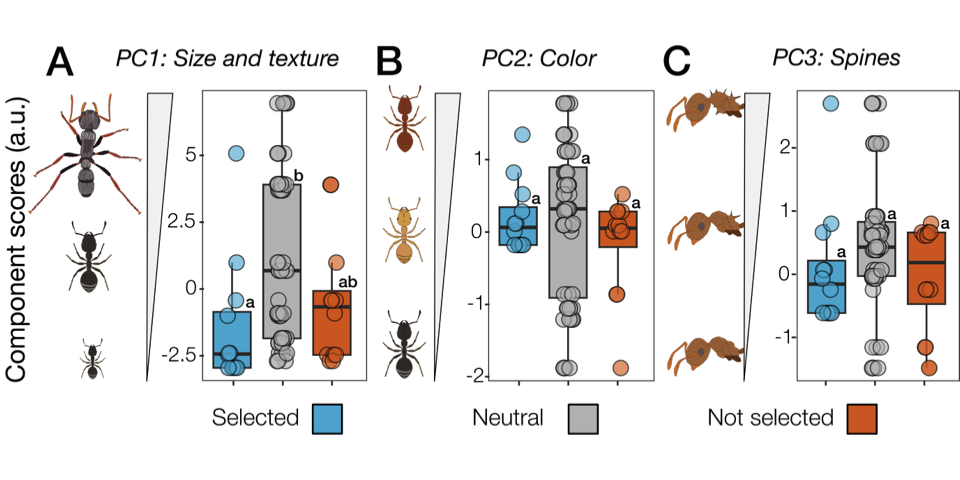 A
PC1: Size and texture
B
PC2: Color
C
PC3: Spines
Component scores (a.u.)
5
2.5
0
-2.5
a
b
ab
1
0
-1
-2
a
a
a
2
1
0
-1
a
a
a
Selected
Neutral
Not selected